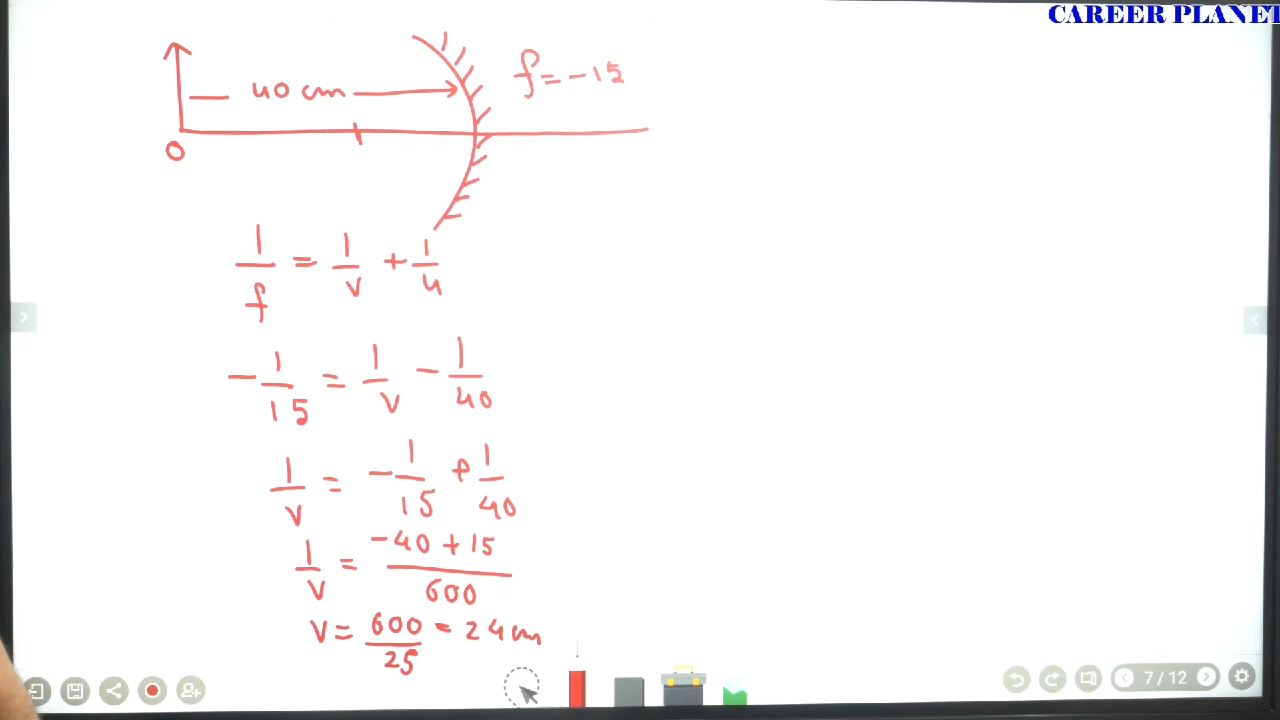 CAREER PLANE
40 cm
f = -15
O
1/f = 1/v + 1/u
-1/15 = 1/v - 1/40
1/v = -1/15 + 1/40
1/v = -40 + 15/600
v = 600/25 = 24 cm
7/12